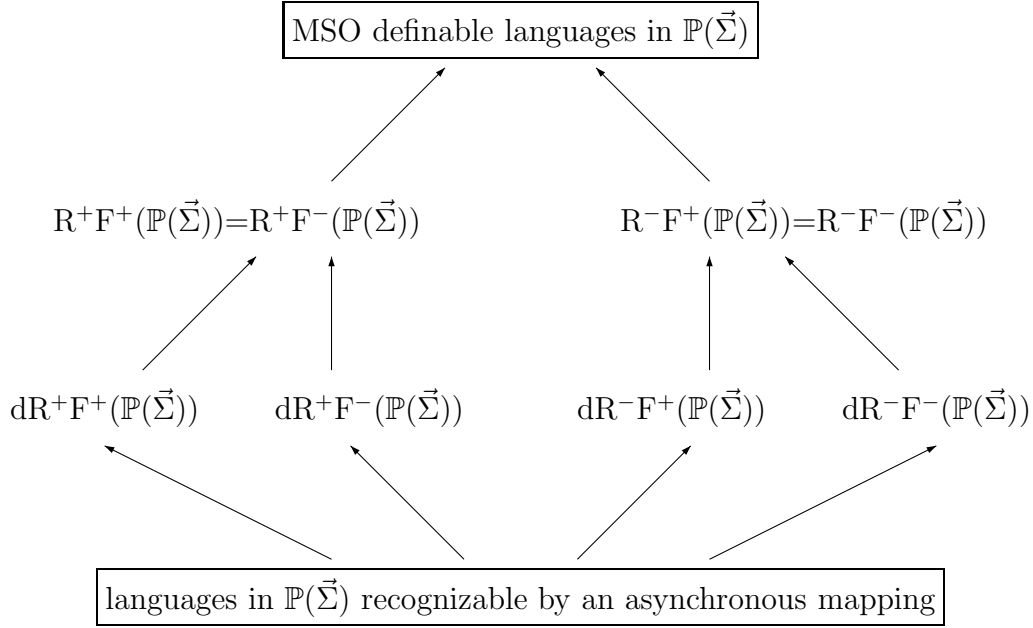 MSO definable languages in ℙ(Σ⃗)
R⁺F⁺(ℙ(Σ⃗))=R⁺F⁻(ℙ(Σ⃗)) R⁻F⁺(ℙ(Σ⃗))=R⁻F⁻(ℙ(Σ⃗))
dR⁺F⁺(ℙ(Σ⃗)) dR⁺F⁻(ℙ(Σ⃗)) dR⁻F⁺(ℙ(Σ⃗)) dR⁻F⁻(ℙ(Σ⃗))
languages in ℙ(Σ⃗) recognizable by an asynchronous mapping